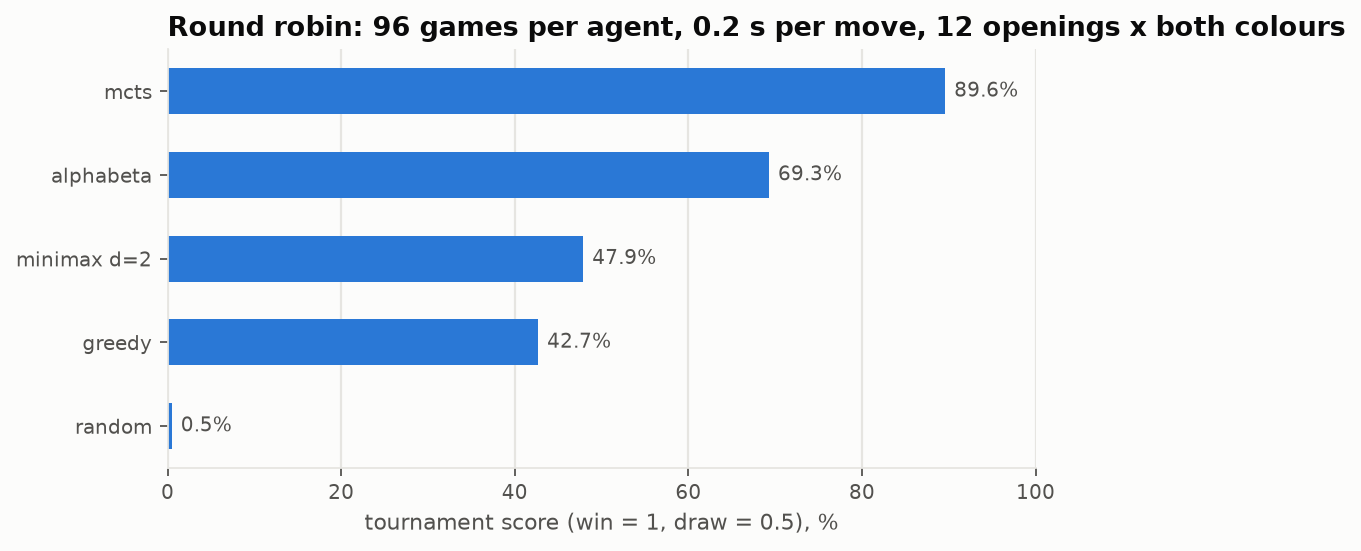 Round robin: 96 games per agent, 0.2 s per move, 12 openings x both colours
mcts
89.6%
alphabeta
69.3%
minimax d=2
47.9%
greedy
42.7%
random
0.5%
0 20 40 60 80 100
tournament score (win = 1, draw = 0.5), %